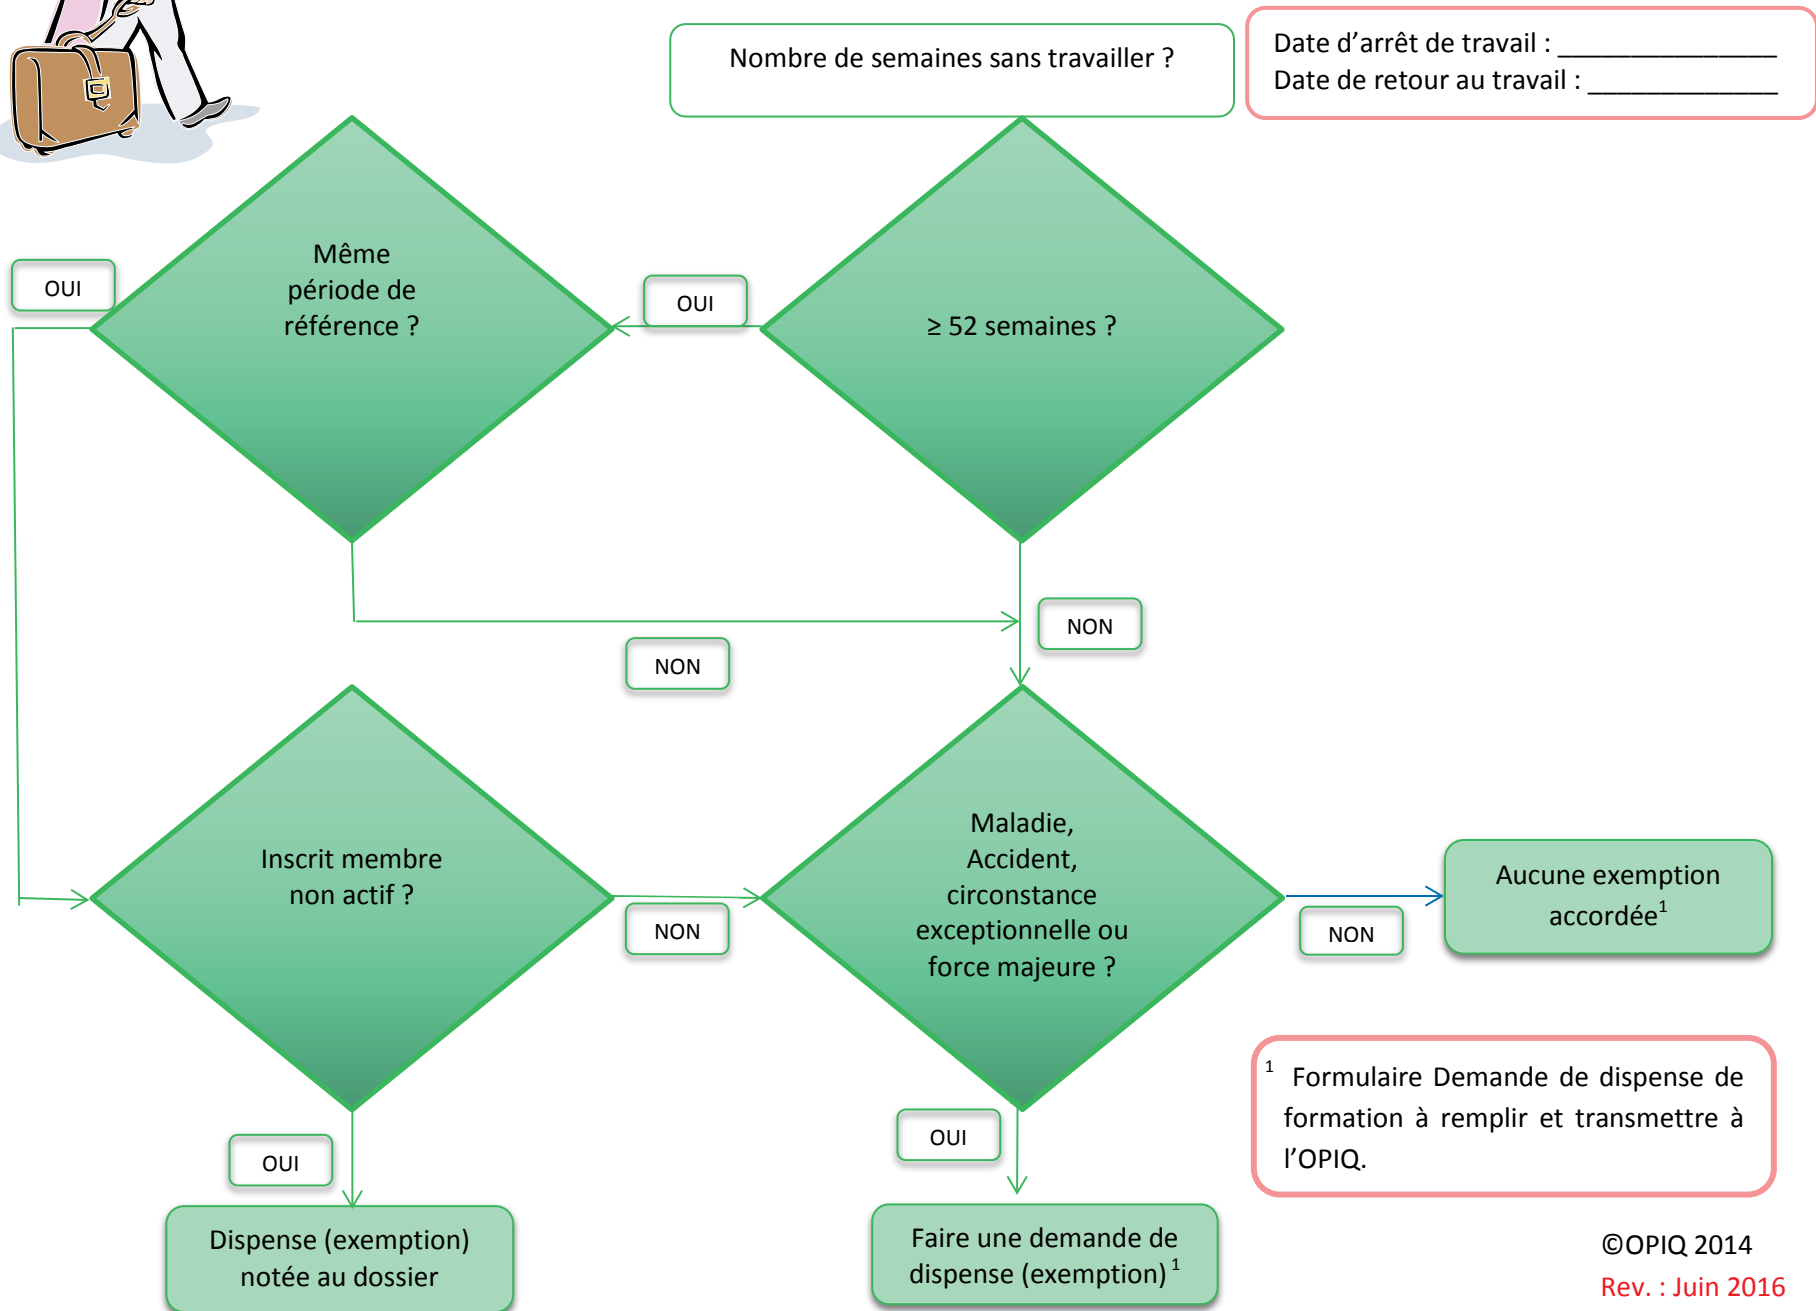 Nombre de semaines sans travailler ?
Date d’arrêt de travail : _______________
Date de retour au travail : _____________
Même
période de
référence ?
OUI
OUI
≥ 52 semaines ?
NON
NON
Inscrit membre
non actif ?
NON
Maladie,
Accident,
circonstance
exceptionnelle ou
force majeure ?
NON
Aucune exemption
accordée¹
OUI
OUI
¹ Formulaire Demande de dispense de
formation à remplir et transmettre à
l’OPIQ.
Dispense (exemption)
notée au dossier
Faire une demande de
dispense (exemption) ¹
©OPIQ 2014
Rev. : Juin 2016